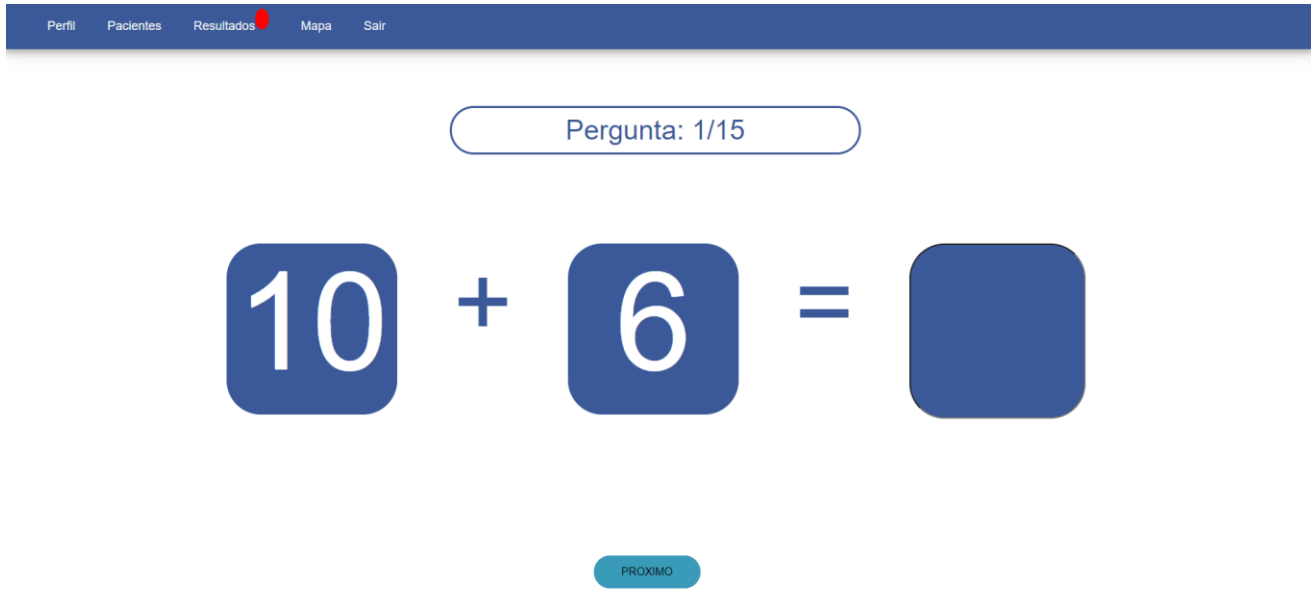 Perfil Pacientes Resultados Mapa Sair
Pergunta: 1/15
10 + 6 =
PROXIMO